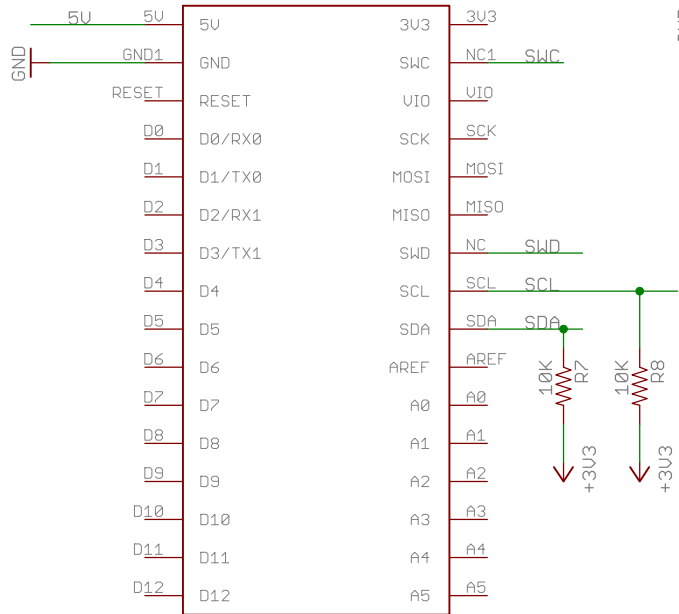 5V 5V 5V 3V3 3V3
GND GND1 GND SWC NC1 SWC
RESET RESET VIO VIO
D0 D0/RX0 SCK SCK
D1 D1/TX0 MOSI MOSI
D2 D2/RX1 MISO MISO
D3 D3/TX1 SWD NC SWD
D4 D4 SCL SCL SCL
D5 D5 SDA SDA SDA
D6 D6 AREF AREF
10K R7 10K R8
D7 D7 A0 A0
D8 D8 A1 A1
D9 D9 A2 A2
+3V3 +3V3
D10 D10 A3 A3
D11 D11 A4 A4
D12 D12 A5 A5